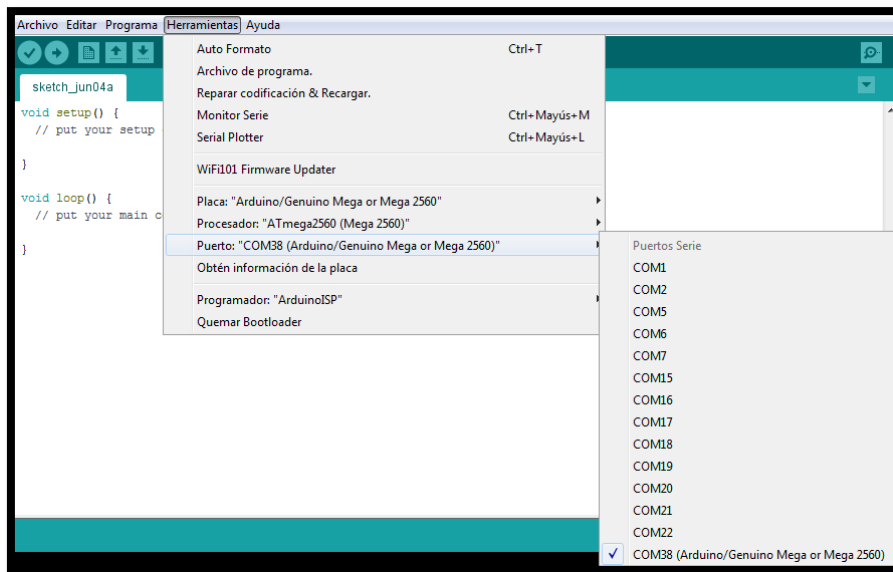 Archivo Editar Programa Herramientas Ayuda
sketch_jun04a
void setup() {
// put your setup
}
void loop() {
// put your main c
}
Auto Formato Ctrl+T
Archivo de programa.
Reparar codificación & Recargar.
Monitor Serie Ctrl+Mayús+M
Serial Plotter Ctrl+Mayús+L
WiFi101 Firmware Updater
Placa: "Arduino/Genuino Mega or Mega 2560"
Procesador: "ATmega2560 (Mega 2560)"
Puerto: "COM38 (Arduino/Genuino Mega or Mega 2560)"
Obtén información de la placa
Programador: "ArduinoISP"
Quemar Bootloader
Puertos Serie
COM1
COM2
COM5
COM6
COM7
COM15
COM16
COM17
COM18
COM19
COM20
COM21
COM22
COM38 (Arduino/Genuino Mega or Mega 2560)